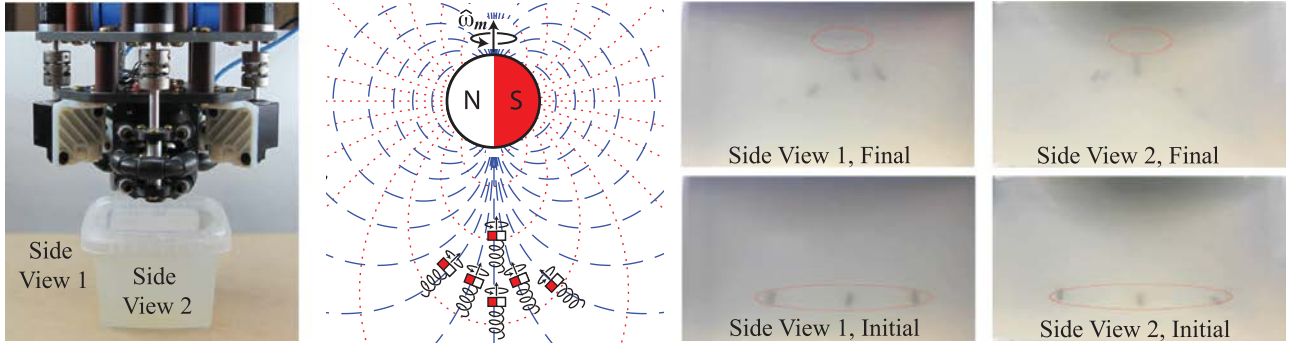 Side
View 1
Side
View 2
ω̂m
N S
Side View 1, Final
Side View 2, Final
Side View 1, Initial
Side View 2, Initial